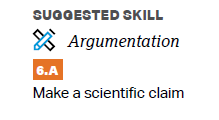 SUGGESTED SKILL
Argumentation
6.A
Make a scientific claim